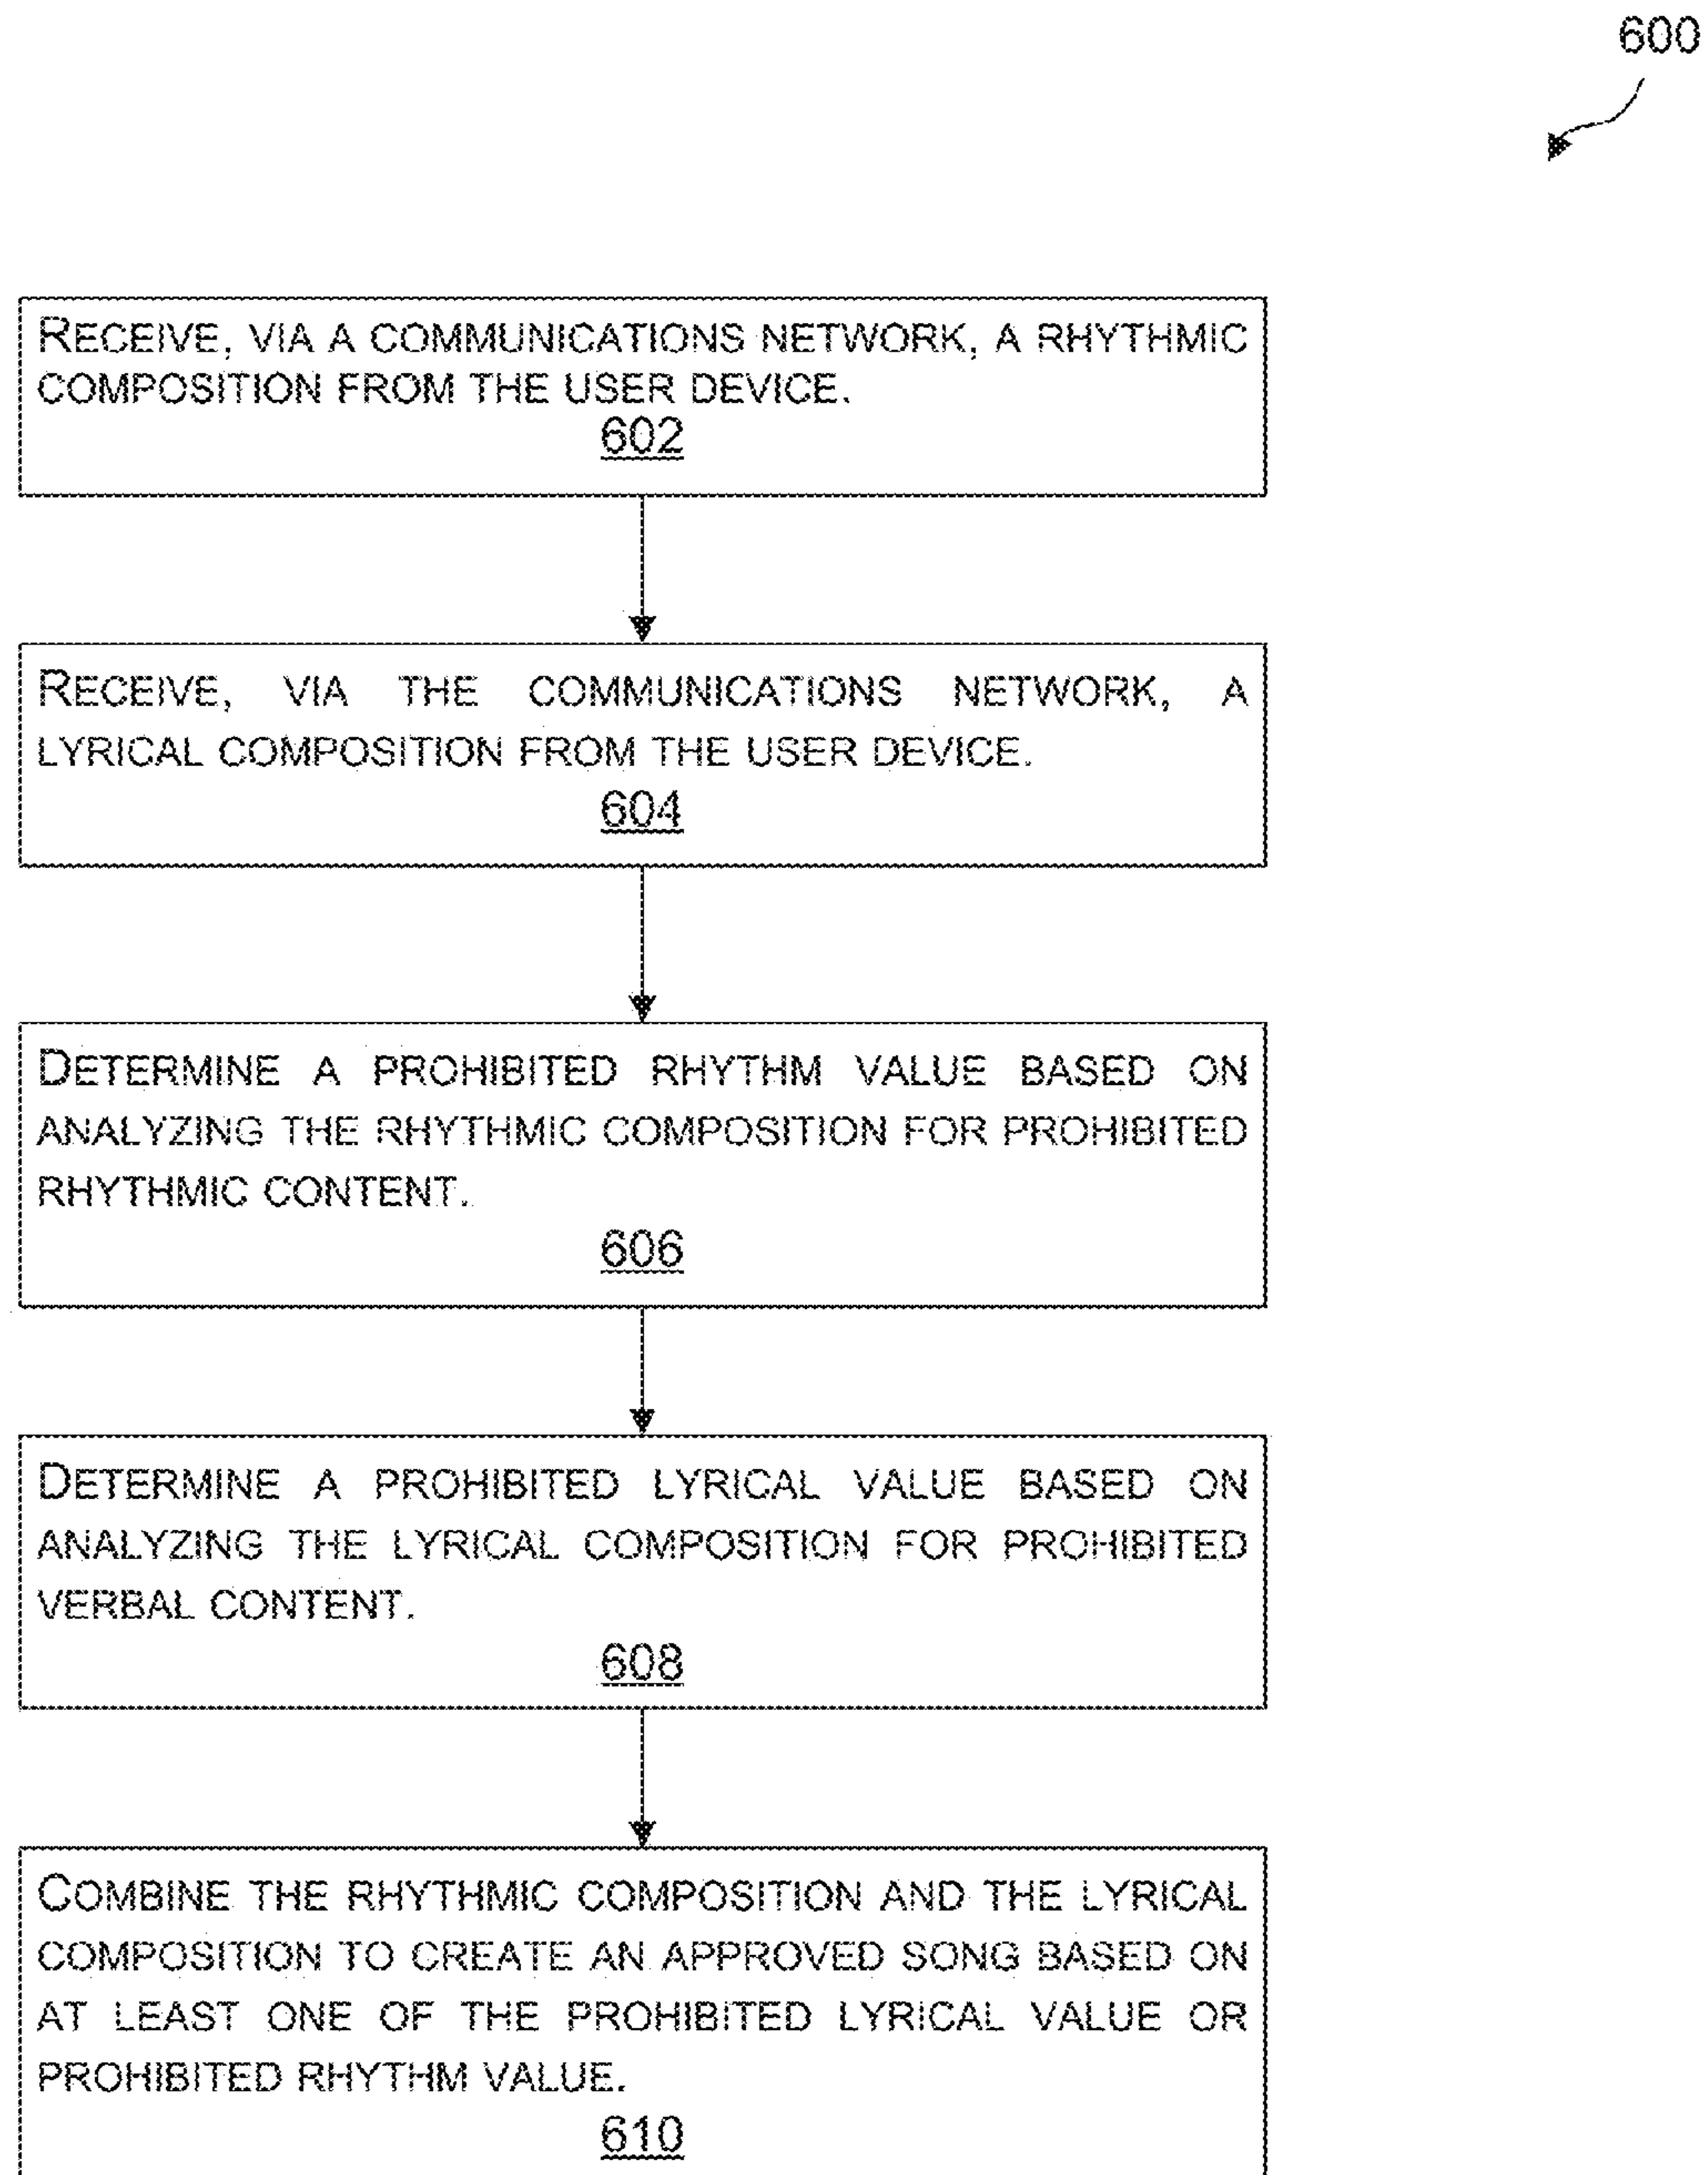 600
RECEIVE, VIA A COMMUNICATIONS NETWORK, A RHYTHMIC
COMPOSITION FROM THE USER DEVICE.
602
RECEIVE, VIA THE COMMUNICATIONS NETWORK, A
LYRICAL COMPOSITION FROM THE USER DEVICE.
604
DETERMINE A PROHIBITED RHYTHM VALUE BASED ON
ANALYZING THE RHYTHMIC COMPOSITION FOR PROHIBITED
RHYTHMIC CONTENT.
606
DETERMINE A PROHIBITED LYRICAL VALUE BASED ON
ANALYZING THE LYRICAL COMPOSITION FOR PROHIBITED
VERBAL CONTENT.
608
COMBINE THE RHYTHMIC COMPOSITION AND THE LYRICAL
COMPOSITION TO CREATE AN APPROVED SONG BASED ON
AT LEAST ONE OF THE PROHIBITED LYRICAL VALUE OR
PROHIBITED RHYTHM VALUE.
610